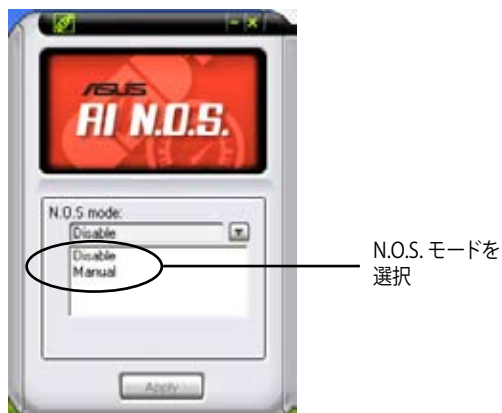 ASUS
AI N.O.S.
N.O.S mode:
Disable
Disable
Manual
N.O.S. モードを
選択
Apply